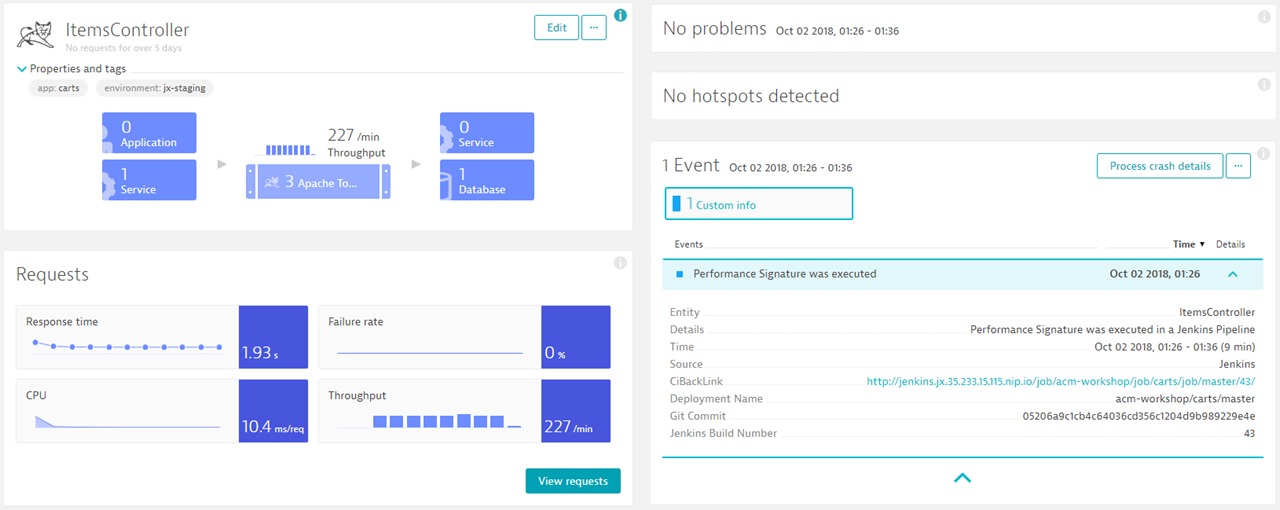 ItemsController
No requests for over 5 days
Edit
...
Properties and tags
app: carts
environment: jx-staging
0
Application
1
Service
227 /min
Throughput
3 Apache To...
0
Service
1
Database
Requests
Response time
1.93 s
Failure rate
0 %
CPU
10.4 ms/req
Throughput
227 /min
View requests
No problems Oct 02 2018, 01:26 - 01:36
No hotspots detected
1 Event Oct 02 2018, 01:26 - 01:36
Process crash details
...
1 Custom info
Events Time ▼ Details
Performance Signature was executed Oct 02 2018, 01:26
Entity ItemsController
Details Performance Signature was executed in a Jenkins Pipeline
Time Oct 02 2018, 01:26 - 01:36 (9 min)
Source Jenkins
CiBackLink http://jenkins.jx.35.233.15.115.nip.io/job/acm-workshop/job/carts/job/master/43/
Deployment Name acm-workshop/carts/master
Git Commit 05206a9c1cb4c64036cd356c1204d9b989229e4e
Jenkins Build Number 43